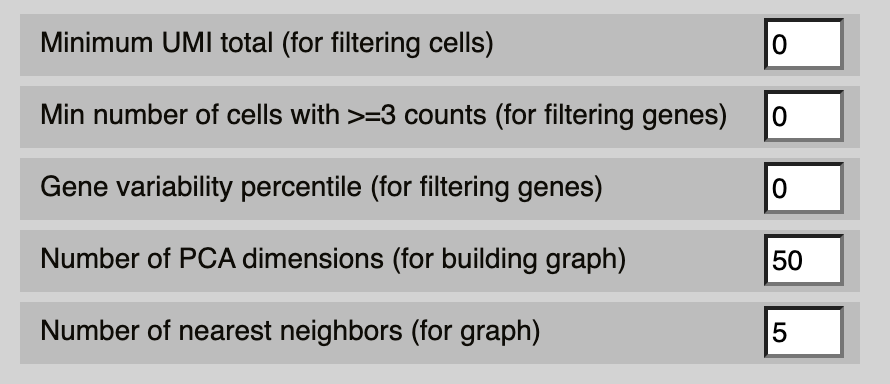 Minimum UMI total (for filtering cells) 0
Min number of cells with >=3 counts (for filtering genes) 0
Gene variability percentile (for filtering genes) 0
Number of PCA dimensions (for building graph) 50
Number of nearest neighbors (for graph) 5